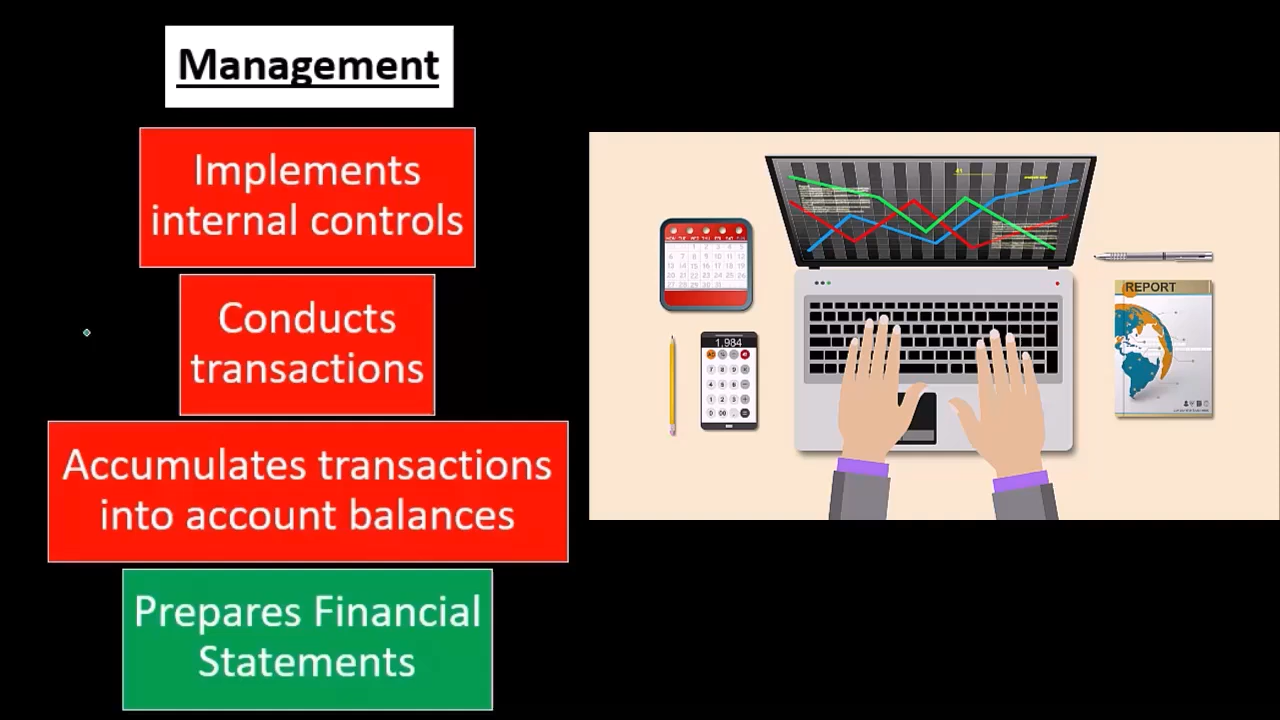 Management
Implements
internal controls
Conducts
transactions
Accumulates transactions
into account balances
Prepares Financial
Statements
1,984
REPORT